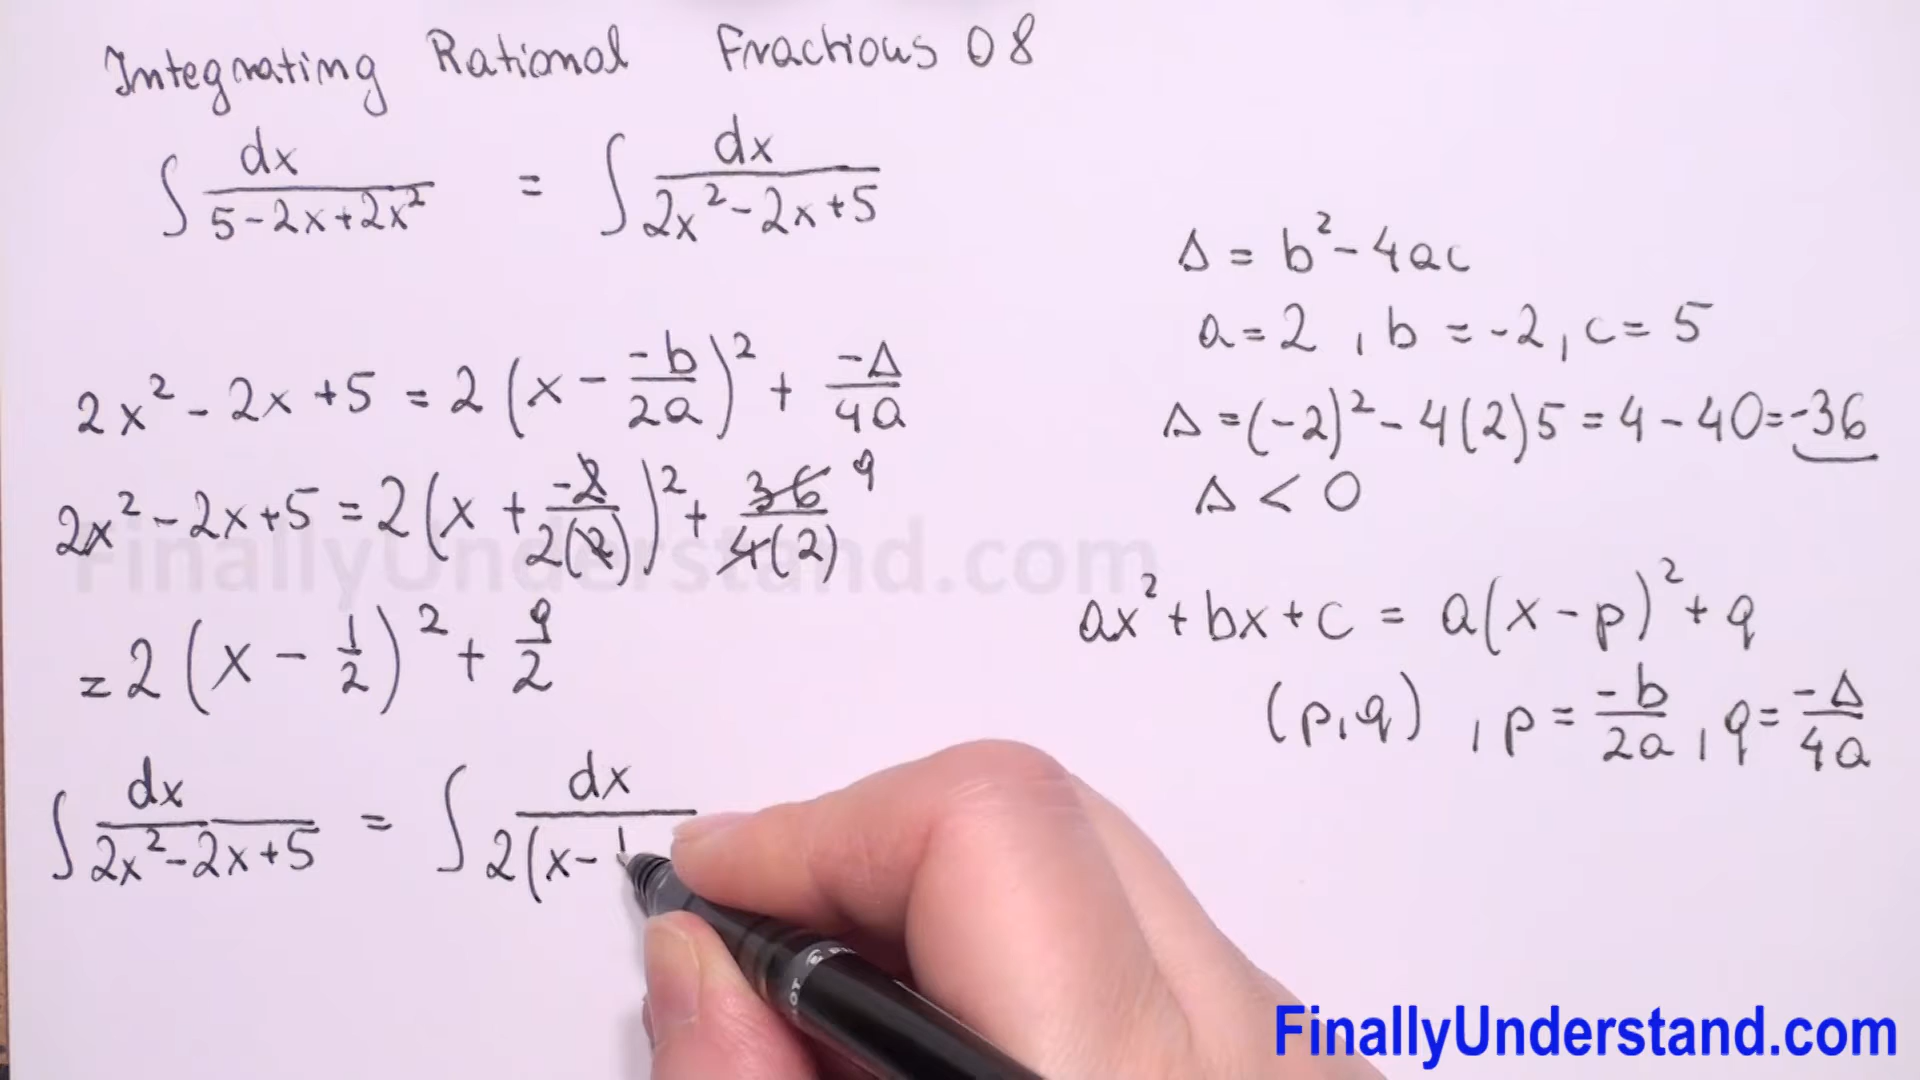 Integrating Rational Fractions 08
∫ dx / (5-2x+2x²) = ∫ dx / (2x²-2x+5)
2x²-2x+5 = 2(x - (-b)/(2a))² + (-Δ)/(4a)
2x²-2x+5 = 2(x + (-2)/(2(2)))² + 36/(4(2)) 9
= 2(x - 1/2)² + 9/2
∫ dx / (2x²-2x+5) = ∫ dx / 2(x- 1
Δ = b²-4ac
a=2, b=-2, c=5
Δ=(-2)²-4(2)5=4-40=-36
Δ<0
ax²+bx+c = a(x-p)²+q
(p,q), p= -b/2a, q= -Δ/4a
FinallyUnderstand.com
FinallyUnderstand.com